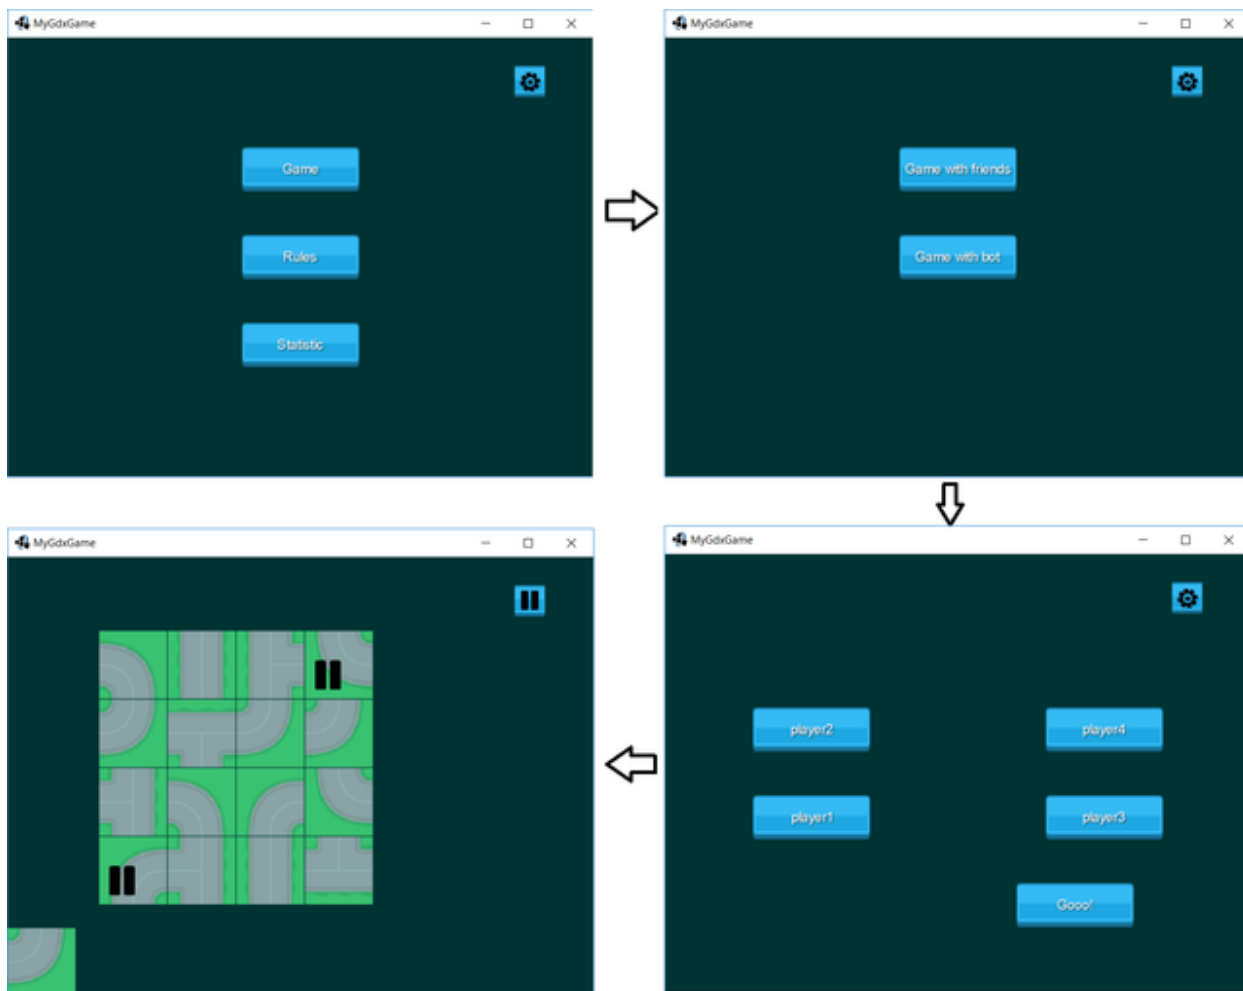 MyGdxGame
Game
Rules
Statistic
MyGdxGame
Game with friends
Game with bot
MyGdxGame
MyGdxGame
player2
player4
player1
player3
Gooo!